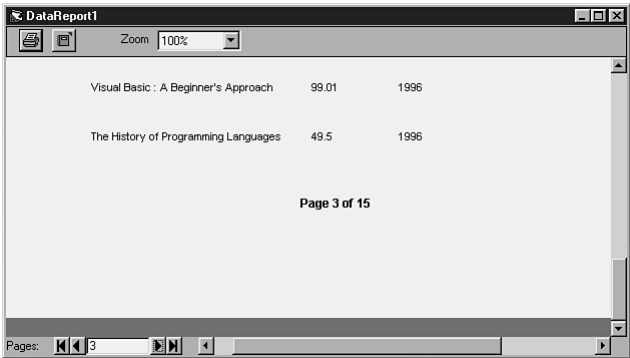 DataReport1
Zoom 100%
Visual Basic : A Beginner's Approach 99.01 1996
The History of Programming Languages 49.5 1996
Page 3 of 15
Pages: 3